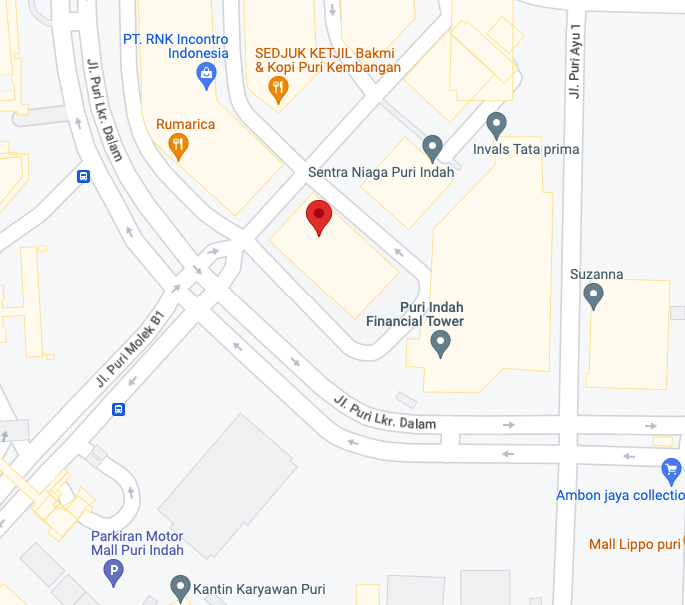 PT. RNK Incontro
Indonesia
SEDJUK KETJIL Bakmi
& Kopi Puri Kembangan
Jl. Puri Ayu 1
Jl. Puri Lkr. Dalam
Rumarica
Invals Tata prima
Sentra Niaga Puri Indah
Suzanna
Puri Indah
Financial Tower
Jl. Puri Molek B1
Jl. Puri Lkr. Dalam
Ambon jaya collectio
Parkiran Motor
Mall Puri Indah
P
Mall Lippo puri
Kantin Karyawan Puri